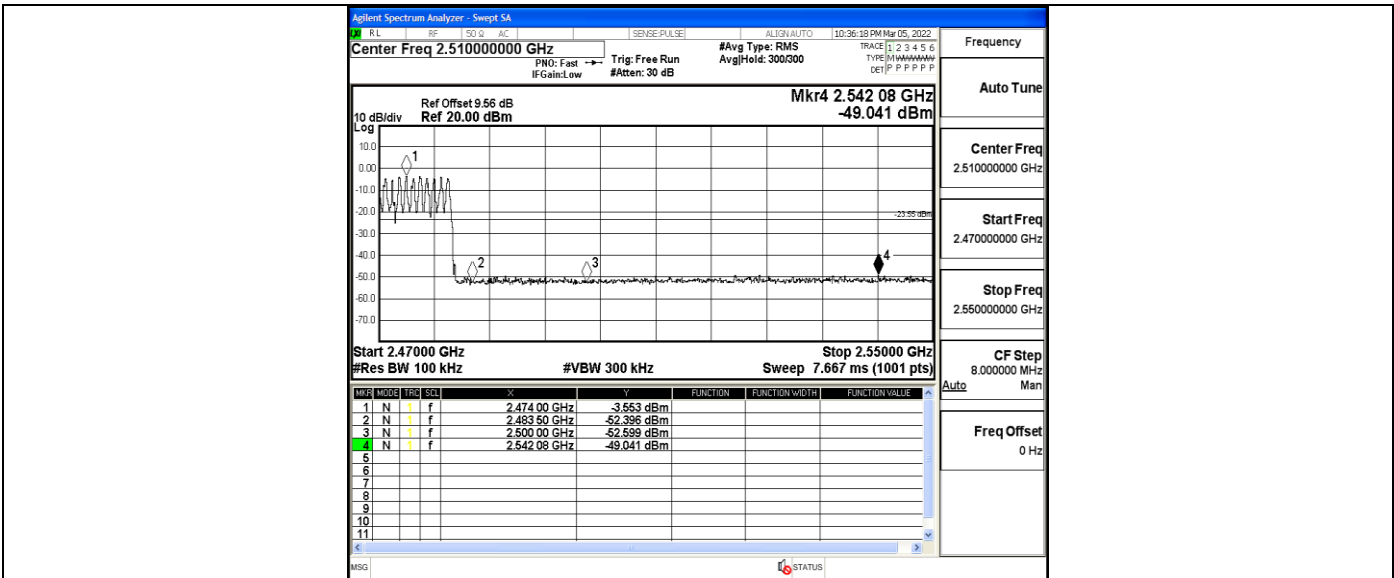 Agilent Spectrum Analyzer - Swept SA
RL RF 50 Ω AC SENSE:PULSE ALIGN AUTO 10:36:18 PM Mar 05, 2022
Center Freq 2.510000000 GHz
PNO: Fast
IFGain:Low
Trig: Free Run
#Atten: 30 dB
#Avg Type: RMS
Avg|Hold: 300/300
TRACE 1 2 3 4 5 6
TYPE M WWWWW
DET P P P P P P
Mkr4 2.542 08 GHz
-49.041 dBm
Ref Offset 9.56 dB
10 dB/div Ref 20.00 dBm
Log
10.0
0.00
-10.0
-20.0
-30.0
-40.0
-50.0
-60.0
-70.0
1
2
3
4
-23.55 dBm
Start 2.47000 GHz Stop 2.55000 GHz
#Res BW 100 kHz #VBW 300 kHz Sweep 7.667 ms (1001 pts)
MKR MODE TRC SCL X Y FUNCTION FUNCTION WIDTH FUNCTION VALUE
1 N 1 f 2.474 00 GHz -3.553 dBm
2 N 1 f 2.483 50 GHz -52.396 dBm
3 N 1 f 2.500 00 GHz -52.599 dBm
4 N 1 f 2.542 08 GHz -49.041 dBm
5
6
7
8
9
10
11
MSG STATUS
Frequency
Auto Tune
Center Freq
2.510000000 GHz
Start Freq
2.470000000 GHz
Stop Freq
2.550000000 GHz
CF Step
8.000000 MHz
Auto Man
Freq Offset
0 Hz